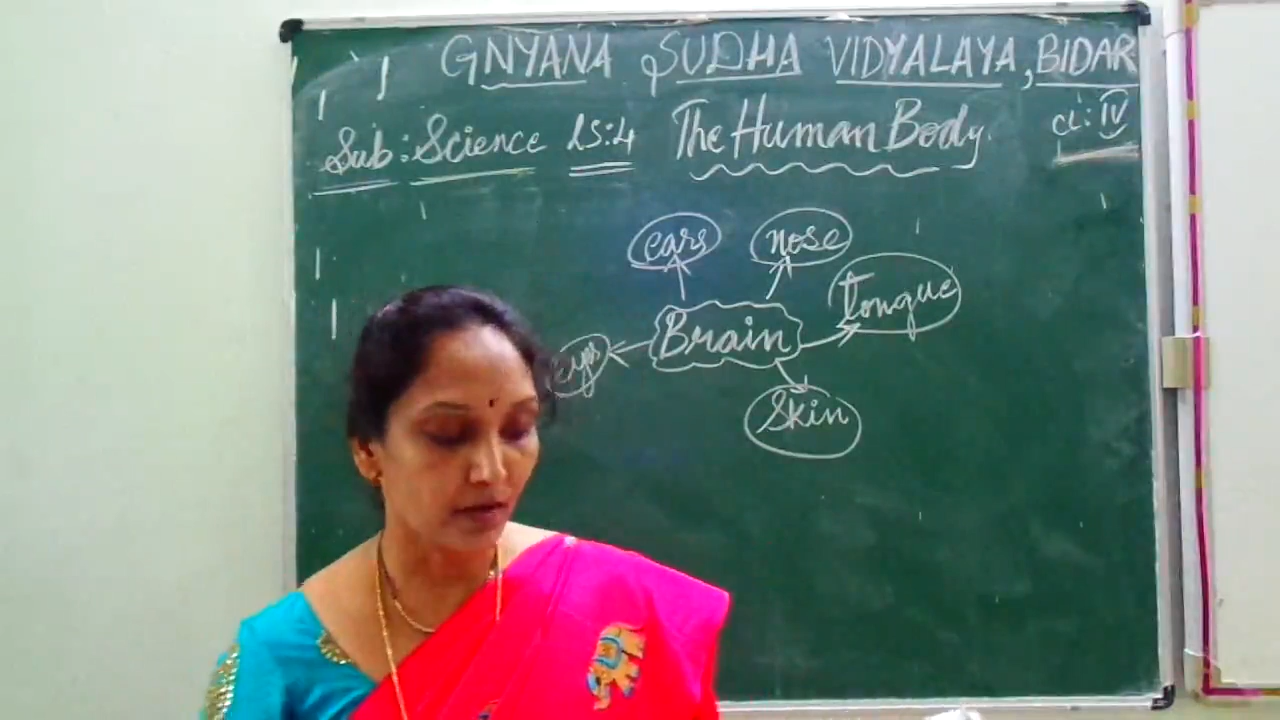 GNYANA SUDHA VIDYALAYA, BIDAR
Sub: Science LS:4 The Human Body. cl: IV
ears nose
tongue
Brain
eyes
Skin